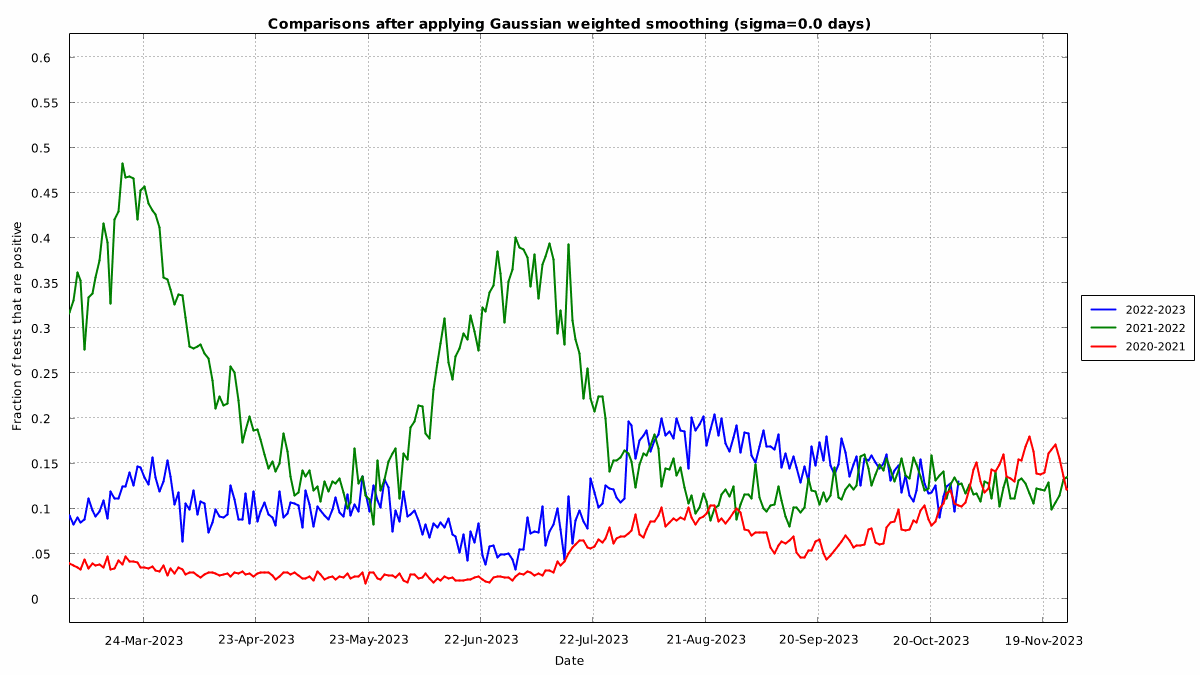 Comparisons after applying Gaussian weighted smoothing (sigma=0.0 days)
0.6
0.55
0.5
0.45
0.4
0.35
0.3
0.25
0.2
0.15
0.1
.05
0
Fraction of tests that are positive
24-Mar-2023
23-Apr-2023
23-May-2023
22-Jun-2023
22-Jul-2023
21-Aug-2023
20-Sep-2023
20-Oct-2023
19-Nov-2023
Date
2022-2023
2021-2022
2020-2021